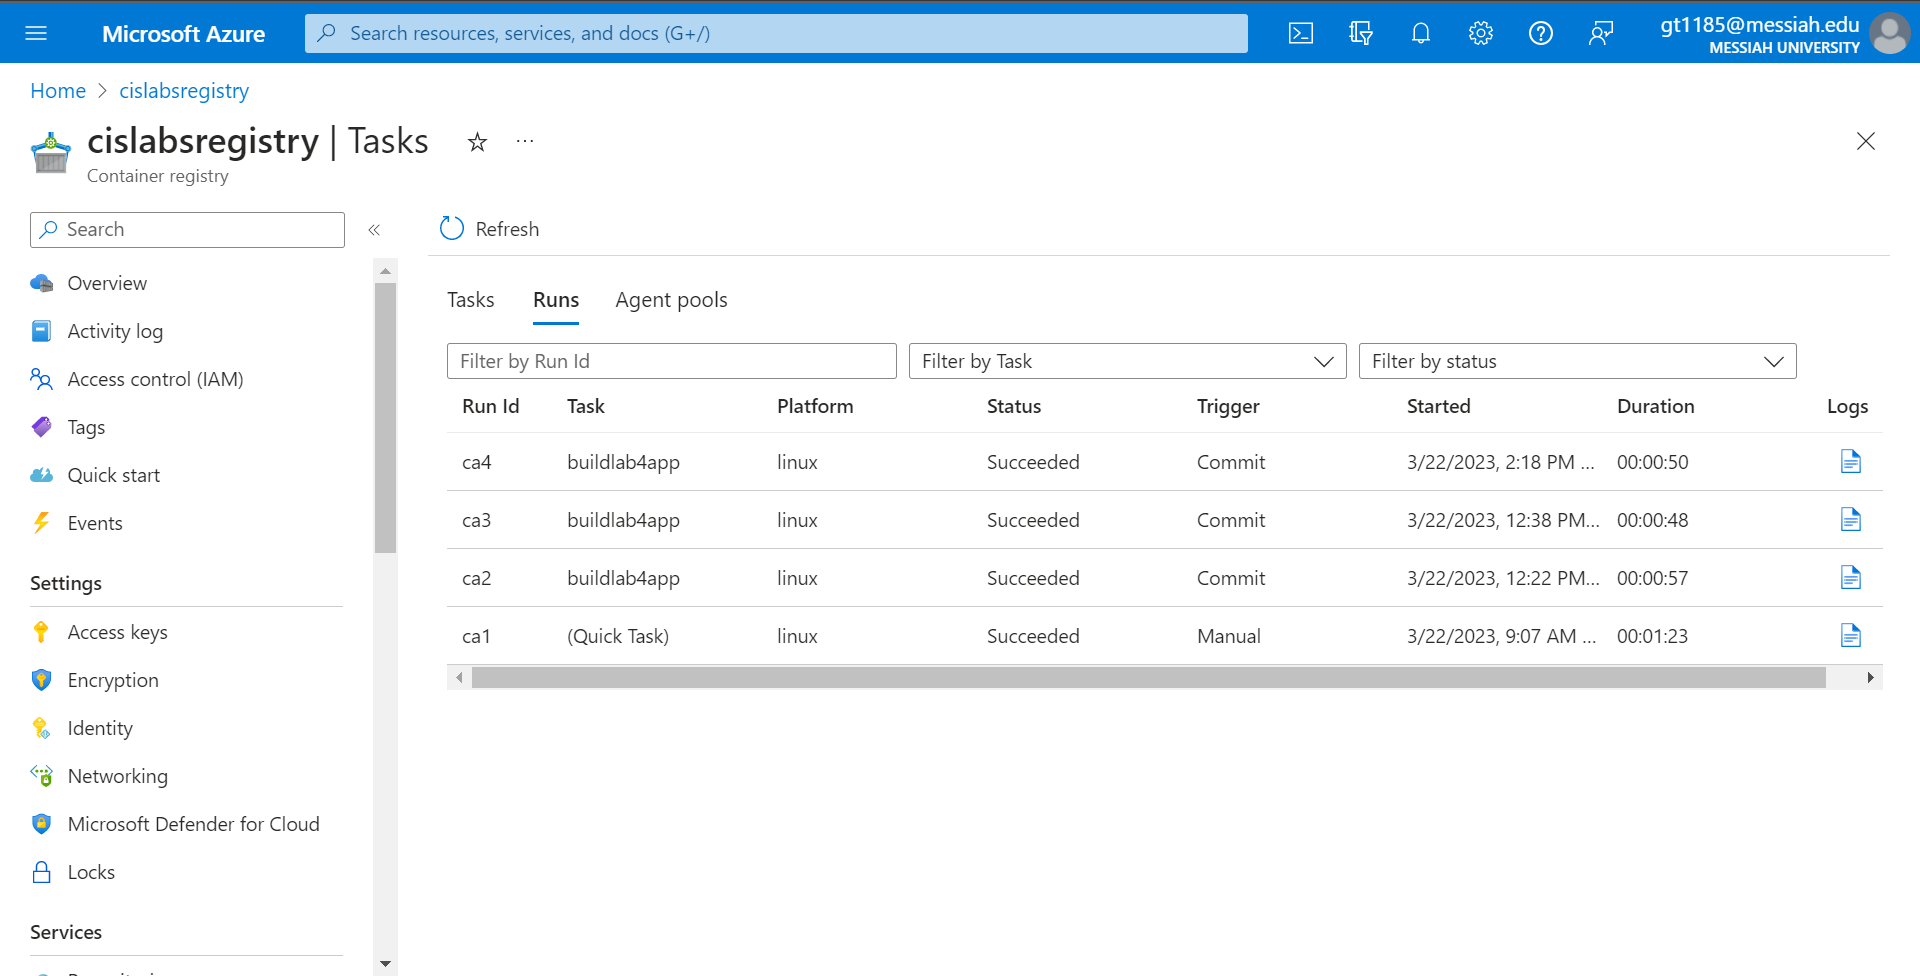 Microsoft Azure
Search resources, services, and docs (G+/)
gt1185@messiah.edu
MESSIAH UNIVERSITY
Home > cislabsregistry
cislabsregistry | Tasks
Container registry
Search
Overview
Activity log
Access control (IAM)
Tags
Quick start
Events
Settings
Access keys
Encryption
Identity
Networking
Microsoft Defender for Cloud
Locks
Services
Refresh
Tasks Runs Agent pools
Filter by Run Id Filter by Task Filter by status
Run Id Task Platform Status Trigger Started Duration Logs
ca4 buildlab4app linux Succeeded Commit 3/22/2023, 2:18 PM ... 00:00:50
ca3 buildlab4app linux Succeeded Commit 3/22/2023, 12:38 PM... 00:00:48
ca2 buildlab4app linux Succeeded Commit 3/22/2023, 12:22 PM... 00:00:57
ca1 (Quick Task) linux Succeeded Manual 3/22/2023, 9:07 AM ... 00:01:23